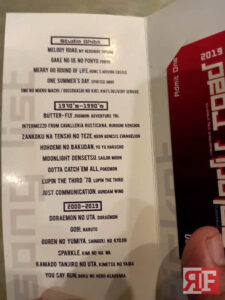 Studio Ghibli
MELODY ROAD, MY NEIGHBOR TOTORO
GAKE NO UE NO PONYO, PONYO
MERRY GO ROUND OF LIFE, HOWL'S MOVING CASTLE
ONE SUMMER'S DAY, SPIRITED AWAY
UMI NO MIERU MACHI / KIKI'S DELIVERY SERVICE
1970's-1990's
BUTTER-FLY, DIGIMON ADVENTURE TRI.
INTERMEZZO FROM CAVALLERIA RUSTICANA,
ZANKOKU NA TENSHI NO TEZE, NEON GENESIS EVANGELION
HOHOEMI NO BAKUDAN, YU YU HAKUSHO
MOONLIGHT DENSETSU, SAILOR MOON
GOTTA CATCH 'EM ALL, POKEMON
LUPIN THE THIRD '78, LUPIN THE THIRD
JUST COMMUNICATION, GUNDAM WING
2000-2019
DORAEMON NO UTA, DORAEMON
GO!!!, NARUTO
GUREN NO YUMIYA, SHINGEKI NO KYOJIN
SPARKLE, KIMI NO NA WA
KAMADO TANJIRO NO UTA, KIMETSU NO YAIBA
YOU SAY RUN, BOKU NO HERO ACADEMIA
2019
Admit One
RF